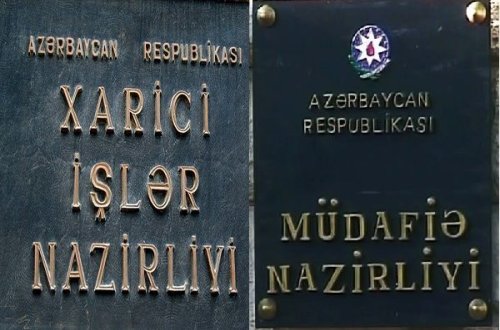 AZƏRBAYCAN RESPUBLİKASI
XARİCİ
İŞLƏR
NAZİRLİYİ
AZƏRBAYCAN
RESPUBLİKASI
MÜDAFİƏ
NAZİRLİYİ